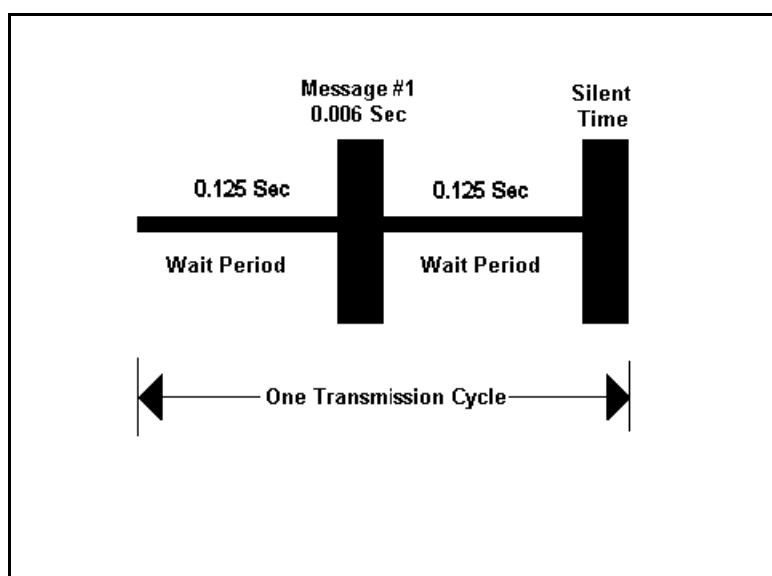 Message #1
0.006 Sec
Silent
Time
0.125 Sec
0.125 Sec
Wait Period
Wait Period
One Transmission Cycle